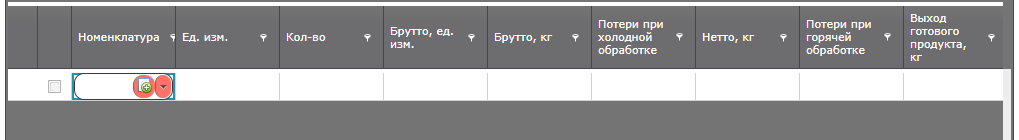 Номенклатура
Ед. изм.
Кол-во
Брутто, ед.
изм.
Брутто, кг
Потери при
холодной
обработке
Нетто, кг
Потери при
горячей
обработке
Выход
готового
продукта,
кг